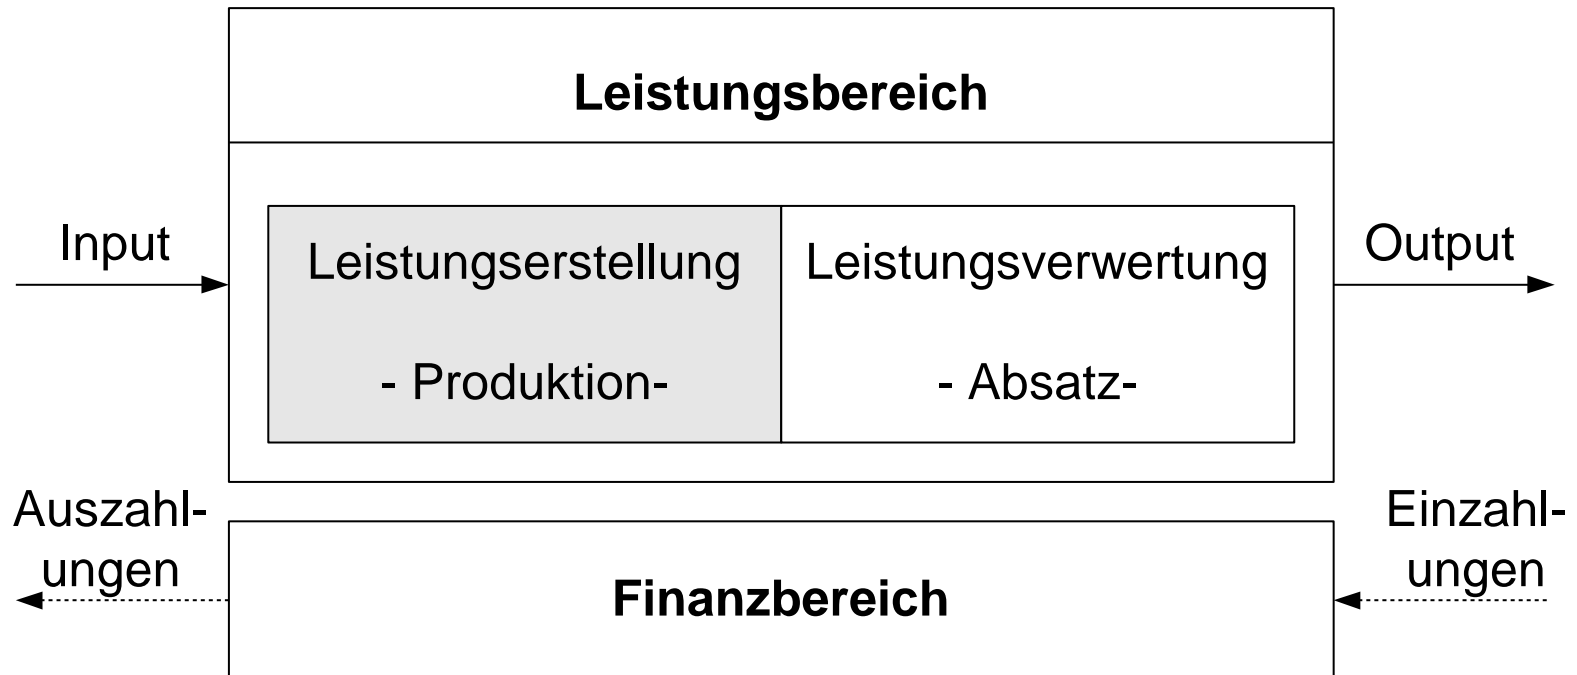 Leistungsbereich
Input
Leistungserstellung
- Produktion-
Leistungsverwertung
- Absatz-
Output
Auszahl-
ungen
Finanzbereich
Einzahl-
ungen